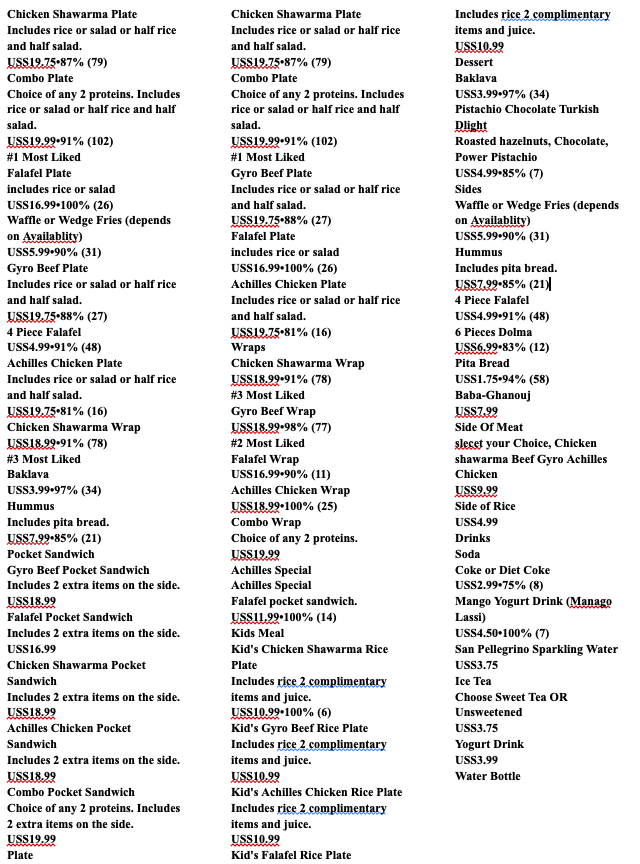 Chicken Shawarma Plate
Includes rice or salad or half rice
and half salad.
US$19.75•87% (79)
Combo Plate
Choice of any 2 proteins. Includes
rice or salad or half rice and half
salad.
US$19.99•91% (102)
#1 Most Liked
Falafel Plate
includes rice or salad
US$16.99•100% (26)
Waffle or Wedge Fries (depends
on Availablity)
US$5.99•90% (31)
Gyro Beef Plate
Includes rice or salad or half rice
and half salad.
US$19.75•88% (27)
4 Piece Falafel
US$4.99•91% (48)
Achilles Chicken Plate
Includes rice or salad or half rice
and half salad.
US$19.75•81% (16)
Chicken Shawarma Wrap
US$18.99•91% (78)
#3 Most Liked
Baklava
US$3.99•97% (34)
Hummus
Includes pita bread.
US$7.99•85% (21)
Pocket Sandwich
Gyro Beef Pocket Sandwich
Includes 2 extra items on the side.
US$18.99
Falafel Pocket Sandwich
Includes 2 extra items on the side.
US$16.99
Chicken Shawarma Pocket
Sandwich
Includes 2 extra items on the side.
US$18.99
Achilles Chicken Pocket
Sandwich
Includes 2 extra items on the side.
US$18.99
Combo Pocket Sandwich
Choice of any 2 proteins. Includes
2 extra items on the side.
US$19.99
Plate
Chicken Shawarma Plate
Includes rice or salad or half rice
and half salad.
US$19.75•87% (79)
Combo Plate
Choice of any 2 proteins. Includes
rice or salad or half rice and half
salad.
US$19.99•91% (102)
#1 Most Liked
Gyro Beef Plate
Includes rice or salad or half rice
and half salad.
US$19.75•88% (27)
Falafel Plate
includes rice or salad
US$16.99•100% (26)
Achilles Chicken Plate
Includes rice or salad or half rice
and half salad.
US$19.75•81% (16)
Wraps
Chicken Shawarma Wrap
US$18.99•91% (78)
#3 Most Liked
Gyro Beef Wrap
US$18.99•98% (77)
#2 Most Liked
Falafel Wrap
US$16.99•90% (11)
Achilles Chicken Wrap
US$18.99•100% (25)
Combo Wrap
Choice of any 2 proteins.
US$19.99
Achilles Special
Achilles Special
Falafel pocket sandwich.
US$11.99•100% (14)
Kids Meal
Kid's Chicken Shawarma Rice
Plate
Includes rice 2 complimentary
items and juice.
US$10.99•100% (6)
Kid's Gyro Beef Rice Plate
Includes rice 2 complimentary
items and juice.
US$10.99
Kid's Achilles Chicken Rice Plate
Includes rice 2 complimentary
items and juice.
US$10.99
Kid's Falafel Rice Plate
Includes rice 2 complimentary
items and juice.
US$10.99
Dessert
Baklava
US$3.99•97% (34)
Pistachio Chocolate Turkish
Dlight
Roasted hazelnuts, Chocolate,
Power Pistachio
US$4.99•85% (7)
Sides
Waffle or Wedge Fries (depends
on Availablity)
US$5.99•90% (31)
Hummus
Includes pita bread.
US$7.99•85% (21)
4 Piece Falafel
US$4.99•91% (48)
6 Pieces Dolma
US$6.99•83% (12)
Pita Bread
US$1.75•94% (58)
Baba-Ghanouj
US$7.99
Side Of Meat
slecet your Choice, Chicken
shawarma Beef Gyro Achilles
Chicken
US$9.99
Side of Rice
US$4.99
Drinks
Soda
Coke or Diet Coke
US$2.99•75% (8)
Mango Yogurt Drink (Manago
Lassi)
US$4.50•100% (7)
San Pellegrino Sparkling Water
US$3.75
Ice Tea
Choose Sweet Tea OR
Unsweetened
US$3.75
Yogurt Drink
US$3.99
Water Bottle